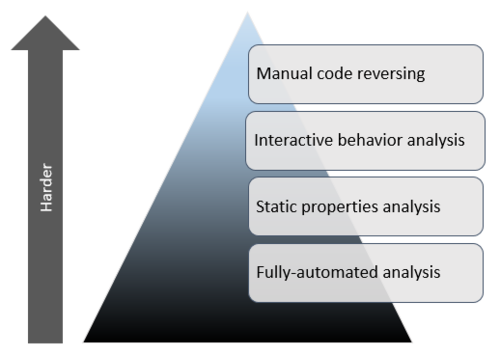 Manual code reversing
Interactive behavior analysis
Static properties analysis
Fully-automated analysis
Harder